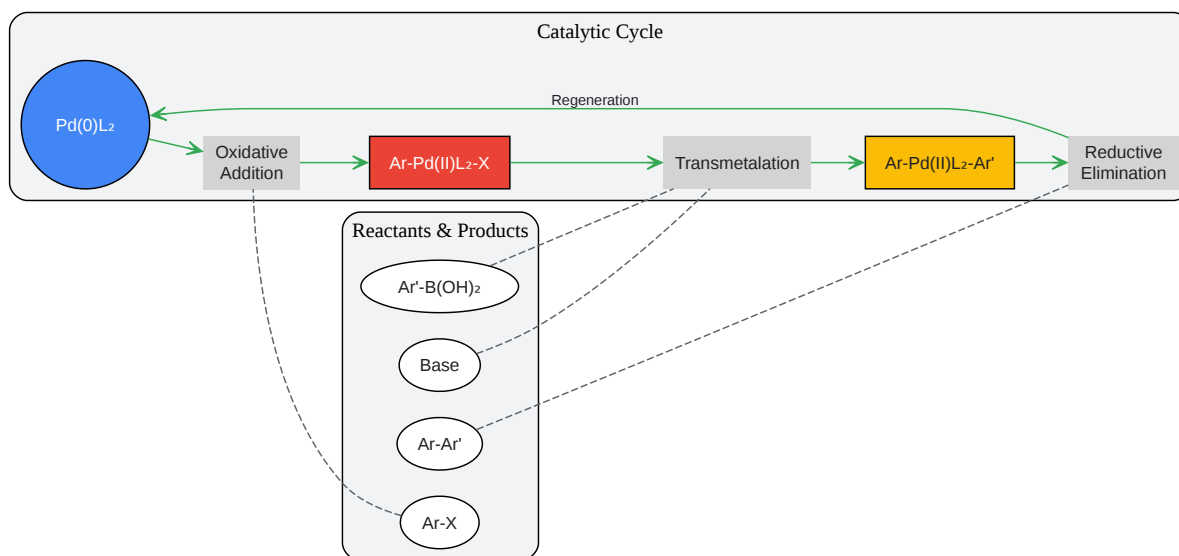 Catalytic Cycle
Regeneration
Pd(0)L₂
Oxidative
Addition
Ar-Pd(II)L₂-X
Transmetalation
Ar-Pd(II)L₂-Ar'
Reductive
Elimination
Reactants & Products
Ar'-B(OH)₂
Base
Ar-Ar'
Ar-X